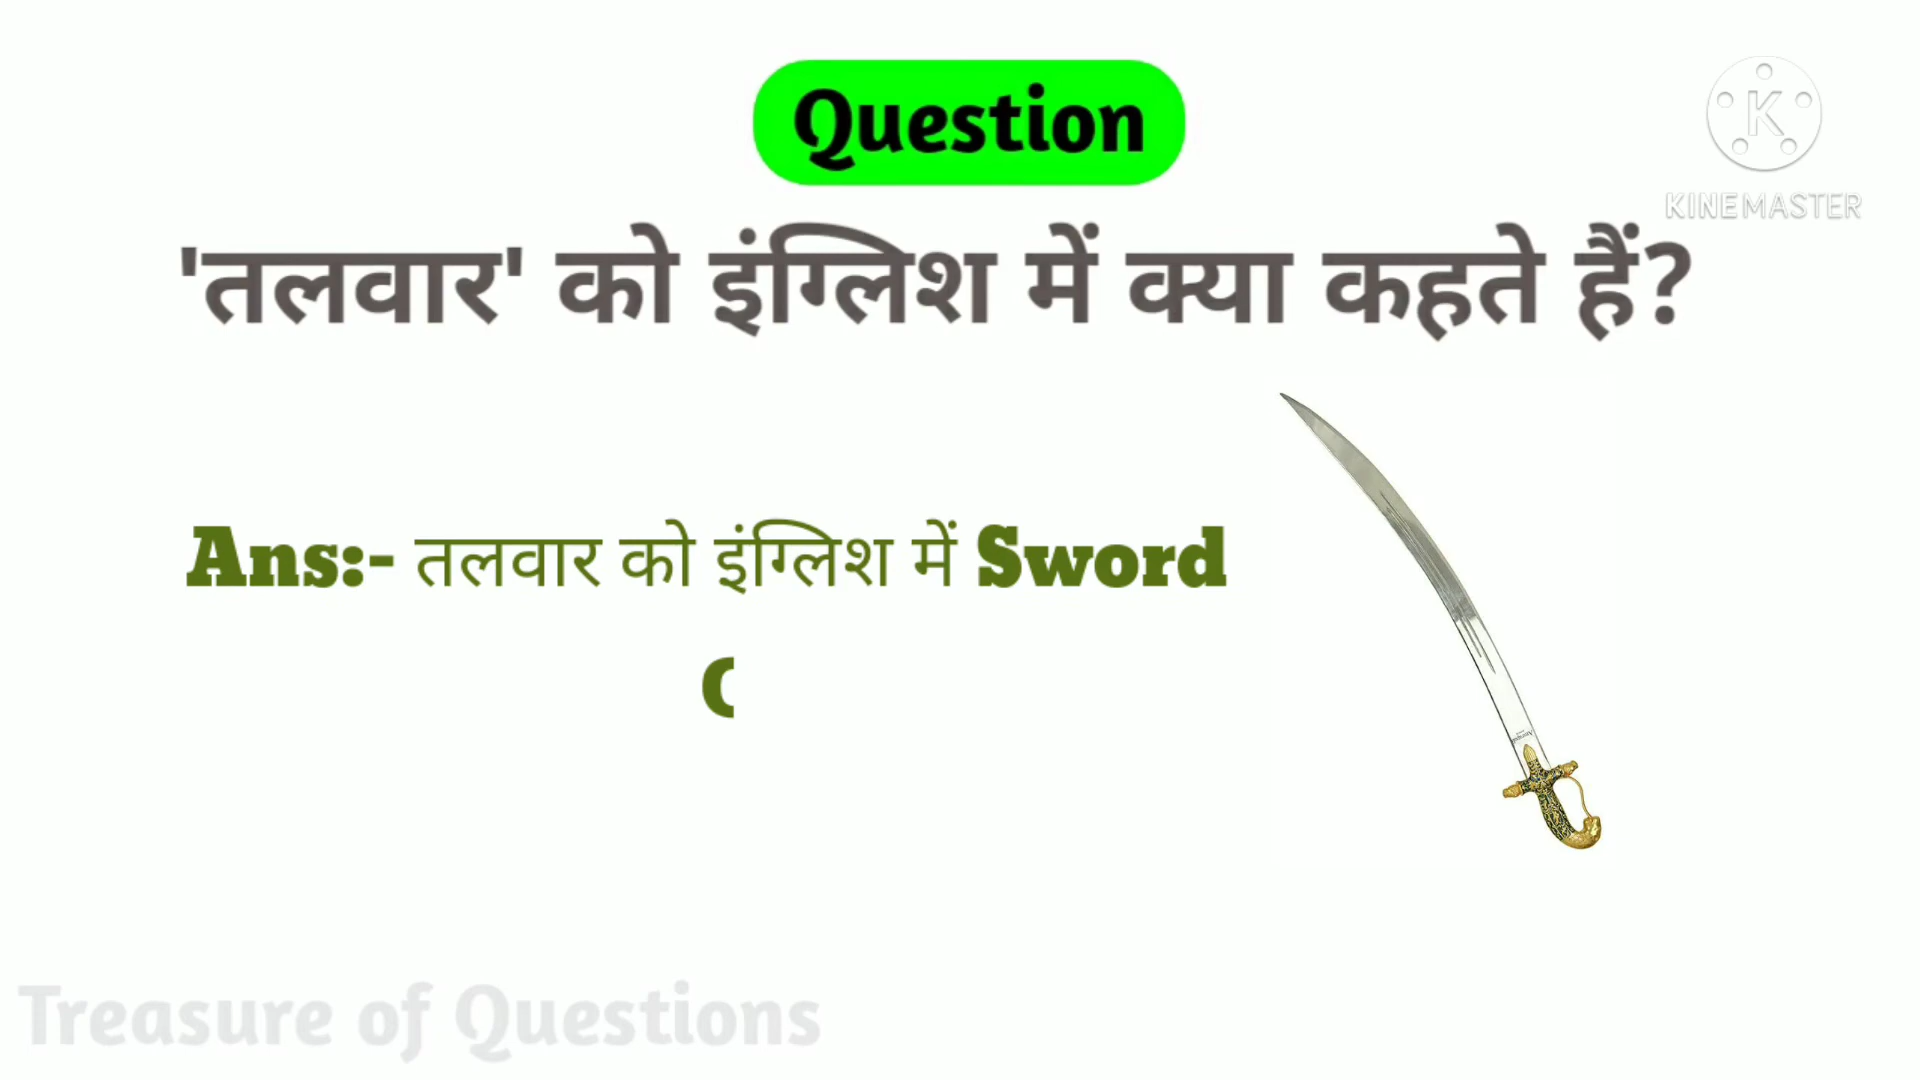 Question
K
KINEMASTER
'तलवार' को इंग्लिश में क्या कहते हैं?
Ans:- तलवार को इंग्लिश में Sword
Treasure of Questions